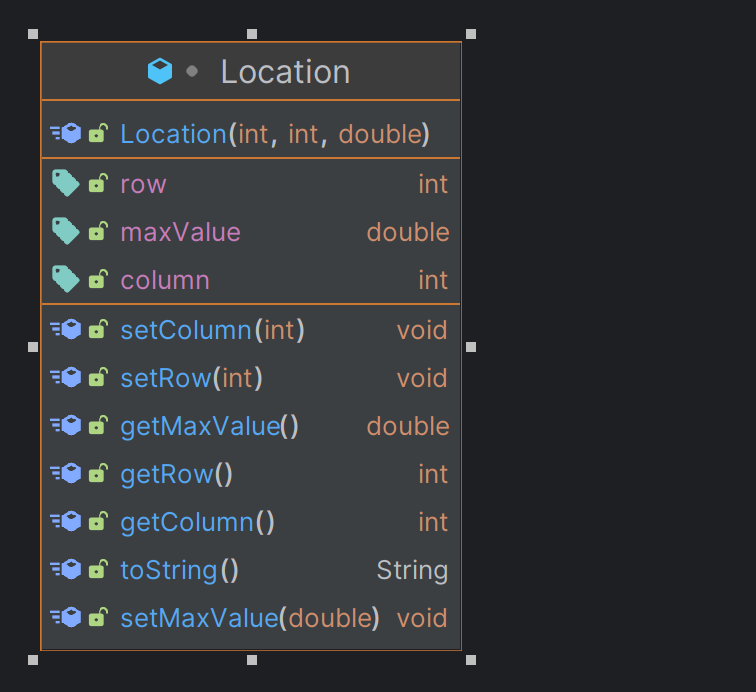 Location
Location(int, int, double)
row int
maxValue double
column int
setColumn(int) void
setRow(int) void
getMaxValue() double
getRow() int
getColumn() int
toString() String
setMaxValue(double) void